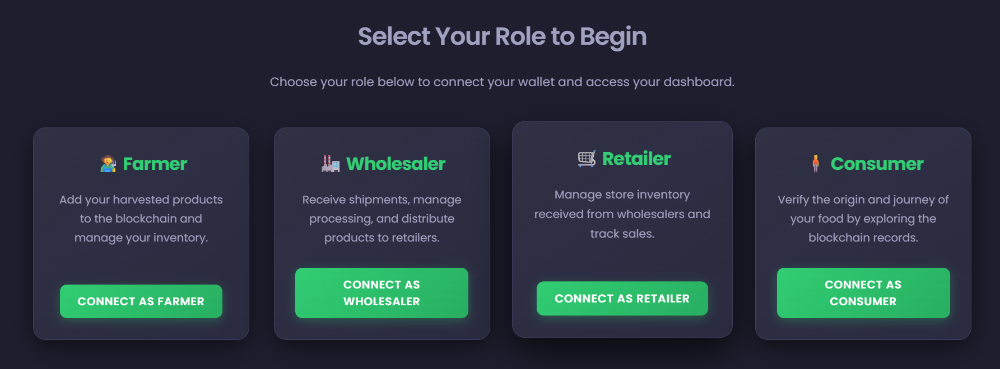 Select Your Role to Begin
Choose your role below to connect your wallet and access your dashboard.
Farmer
Add your harvested products
to the blockchain and
manage your inventory.
CONNECT AS FARMER
Wholesaler
Receive shipments, manage
processing, and distribute
products to retailers.
CONNECT AS
WHOLESALER
Retailer
Manage store inventory
received from wholesalers and
track sales.
CONNECT AS RETAILER
Consumer
Verify the origin and journey of
your food by exploring the
blockchain records.
CONNECT AS
CONSUMER